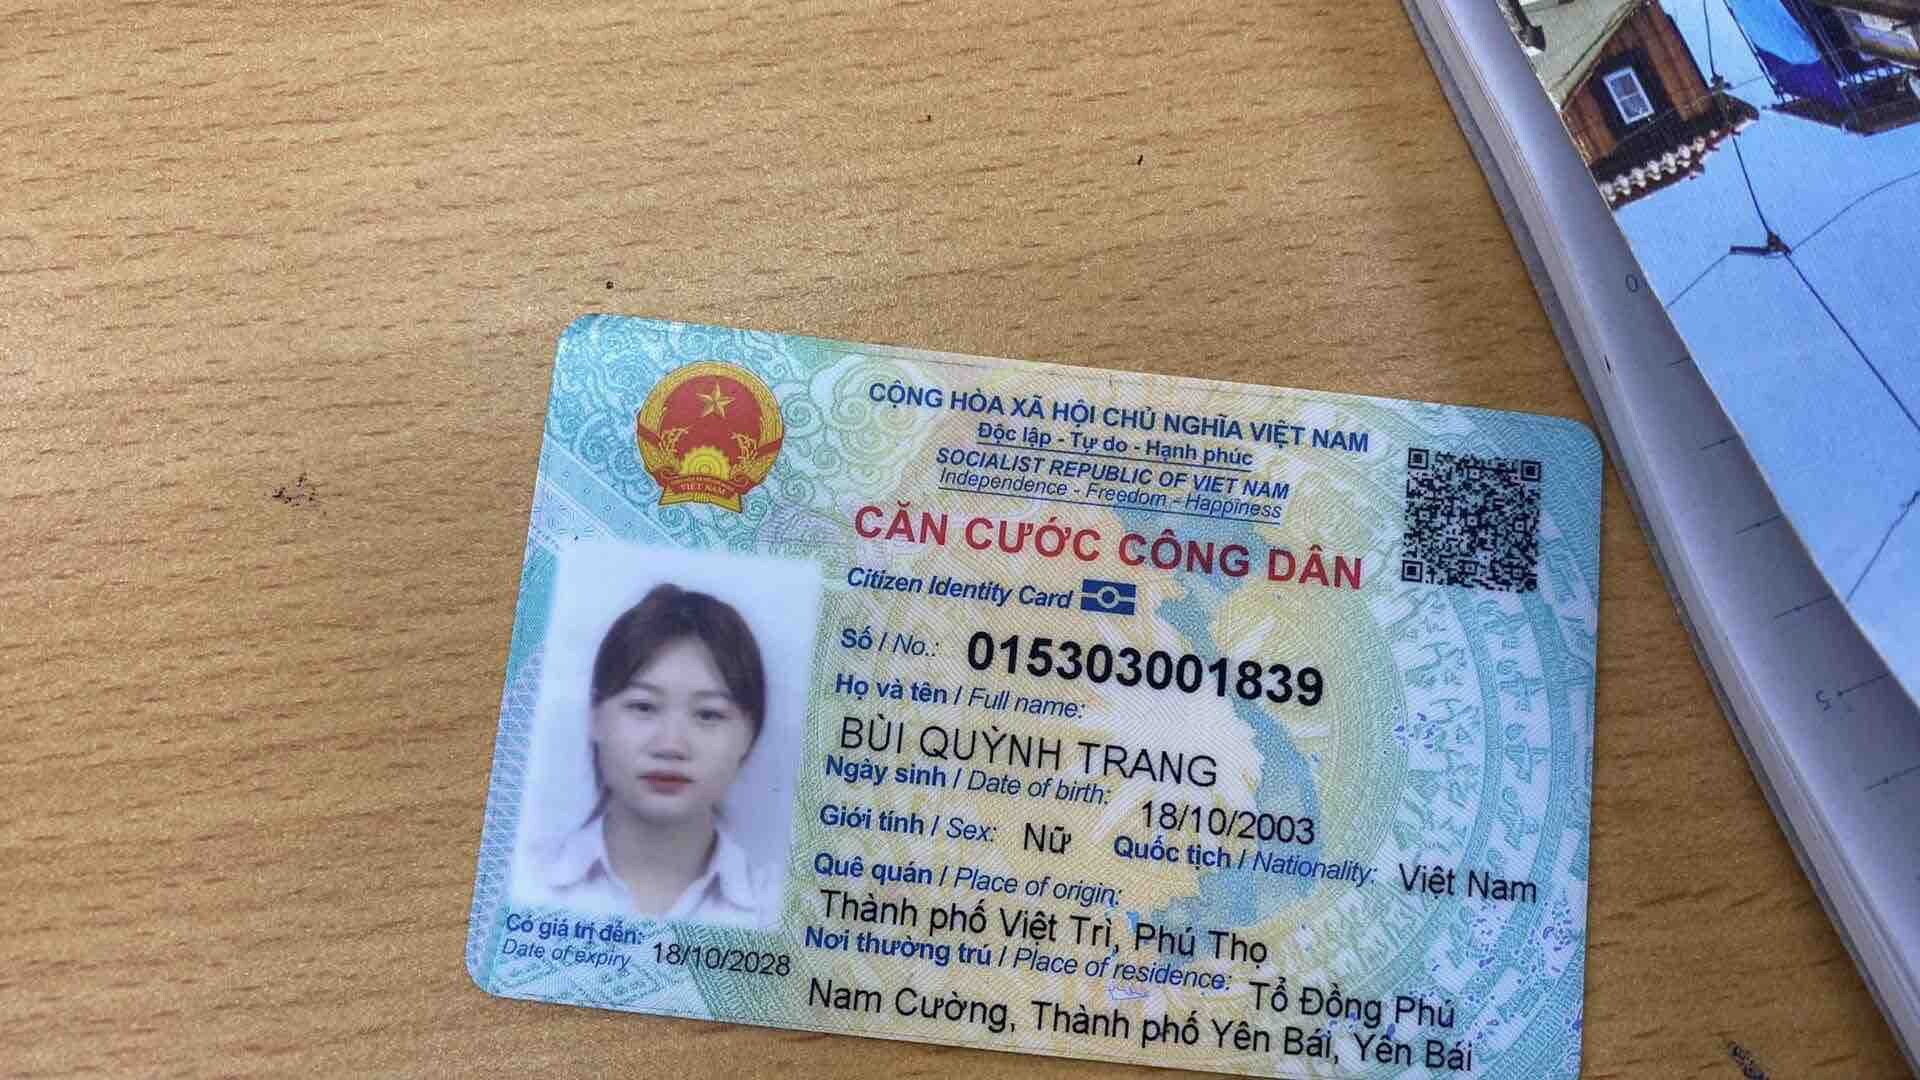 CỘNG HÒA XÃ HỘI CHỦ NGHĨA VIỆT NAM
Độc lập - Tự do - Hạnh phúc
SOCIALIST REPUBLIC OF VIET NAM
Independence - Freedom - Happiness
VIỆT NAM
CĂN CƯỚC CÔNG DÂN
Citizen Identity Card
Số / No.: 015303001839
Họ và tên / Full name:
BÙI QUỲNH TRANG
Ngày sinh / Date of birth: 18/10/2003
Giới tính / Sex: Nữ Quốc tịch / Nationality: Việt Nam
Quê quán / Place of origin:
Thành phố Việt Trì, Phú Thọ
Nơi thường trú / Place of residence: Tổ Đồng Phú
Nam Cường, Thành phố Yên Bái, Yên Bái
Có giá trị đến: 18/10/2028
Date of expiry
0
5